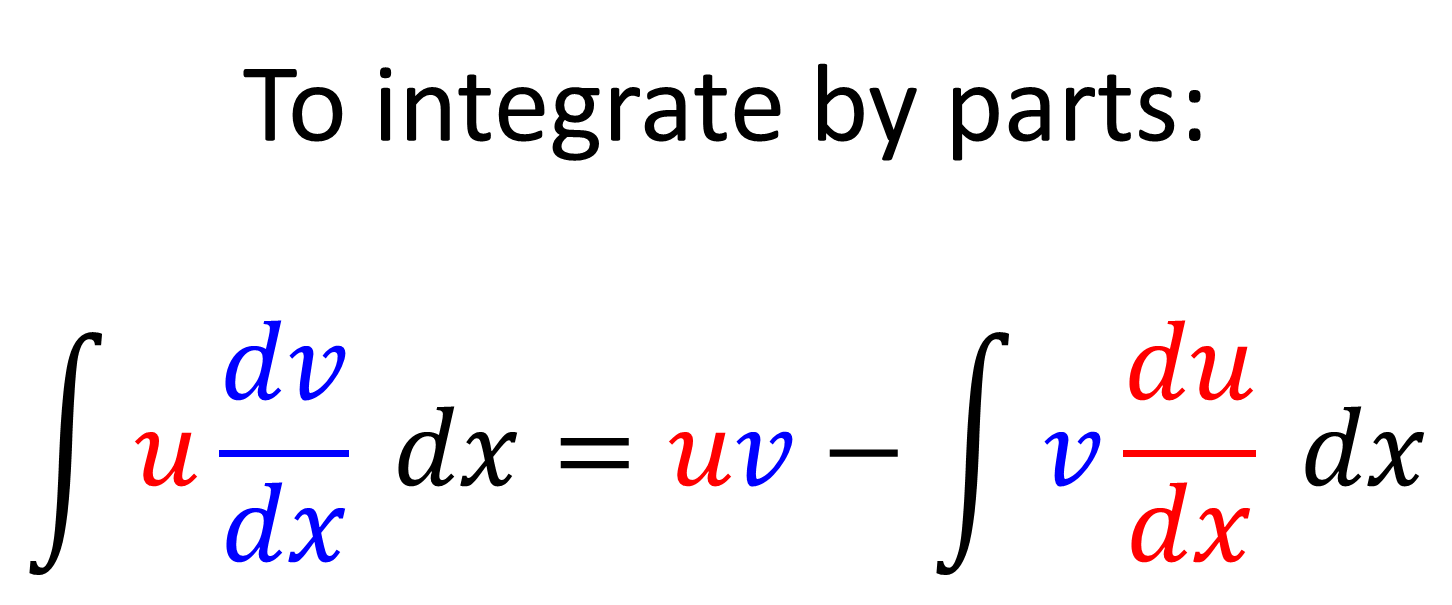 To integrate by parts:
∫ u dv/dx dx = uv − ∫ v du/dx dx